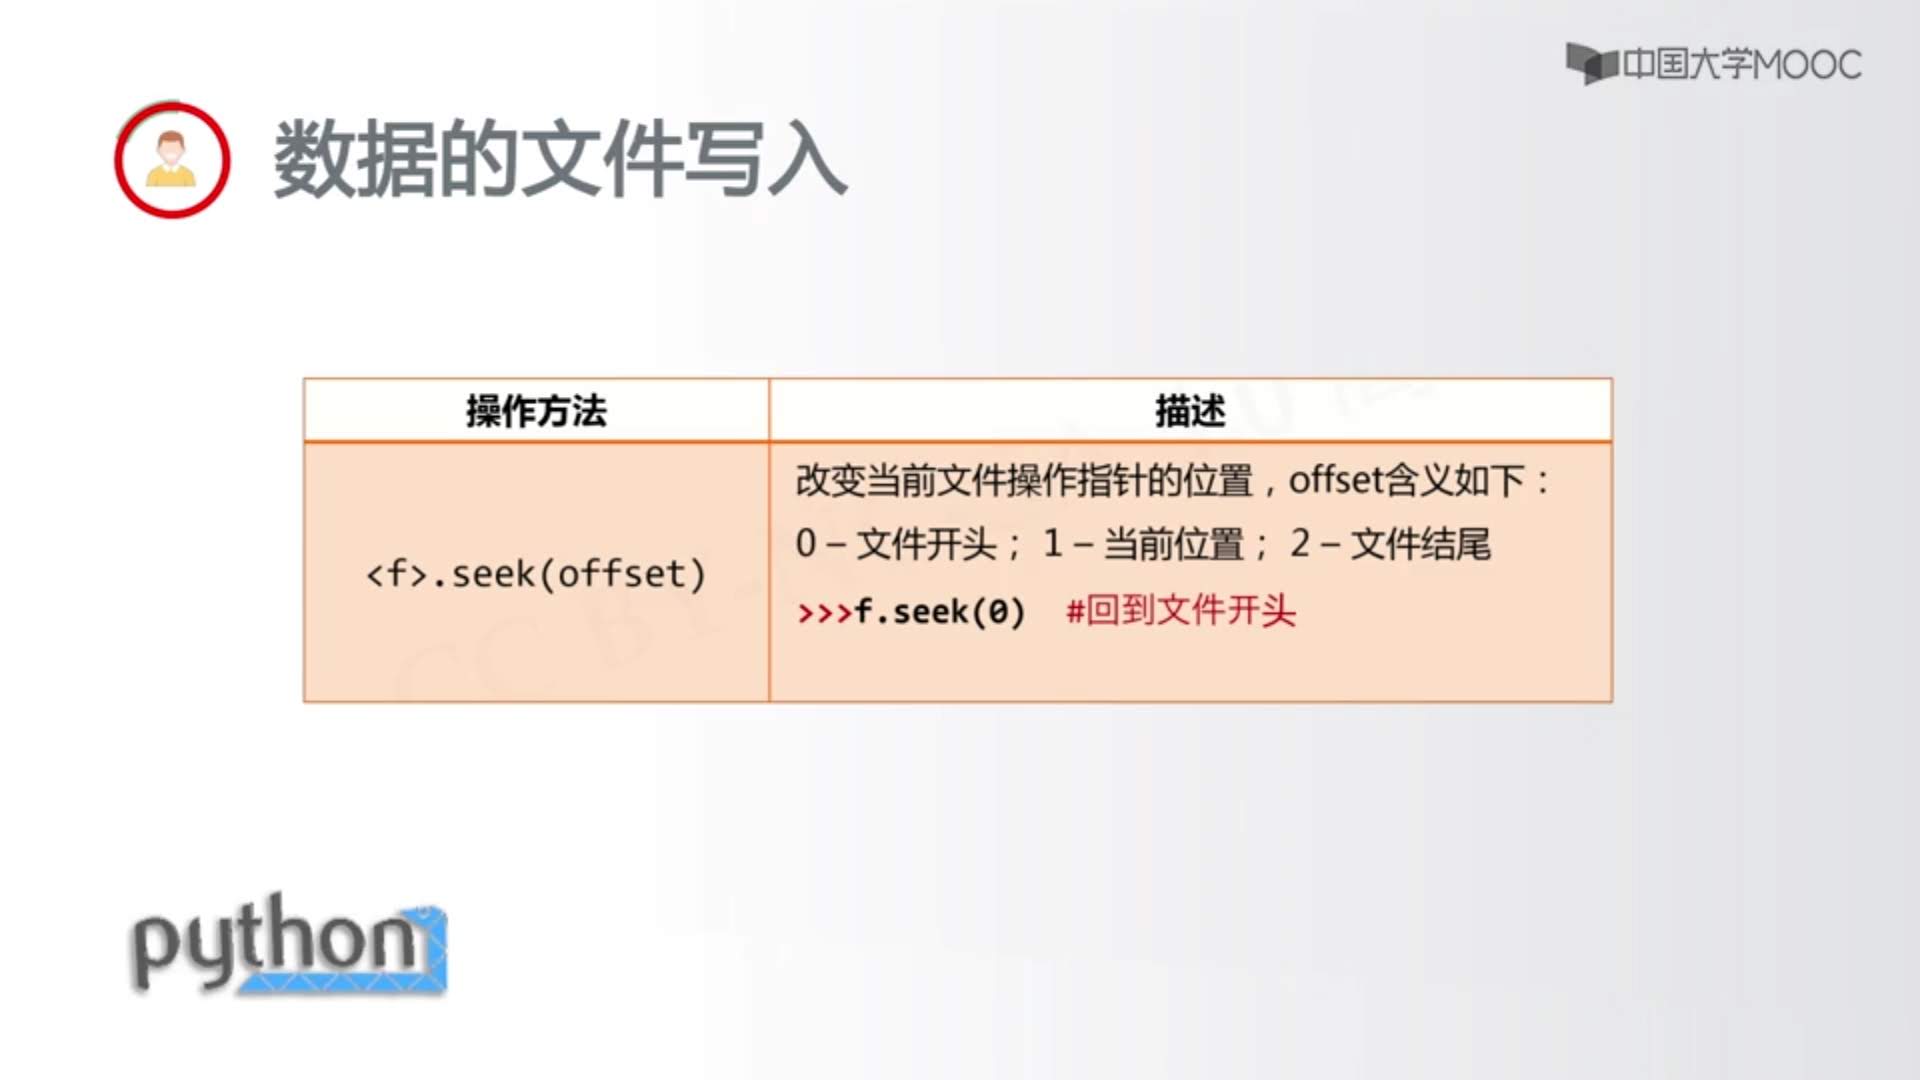 中国大学MOOC
数据的文件写入
操作方法
描述
<f>.seek(offset)
改变当前文件操作指针的位置，offset含义如下：
0 – 文件开头； 1 – 当前位置； 2 – 文件结尾
>>>f.seek(0) #回到文件开头
python